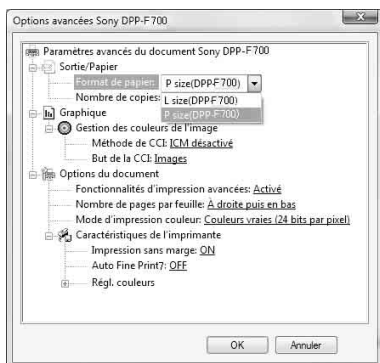 Options avancées Sony DPP-F700
Paramètres avancés du document Sony DPP-F700
Sortie/Papier
Format de papier: P size(DPP-F700)
L size(DPP-F700)
Nombre de copies:
P size(DPP-F700)
Graphique
Gestion des couleurs de l'image
Méthode de CCI: ICM désactivé
But de la CCI: Images
Options du document
Fonctionnalités d'impression avancées: Activé
Nombre de pages par feuille: À droite puis en bas
Mode d'impression couleur: Couleurs vraies (24 bits par pixel)
Caractéristiques de l'imprimante
Impression sans marge: ON
Auto Fine Print7: OFF
Régl. couleurs
OK
Annuler